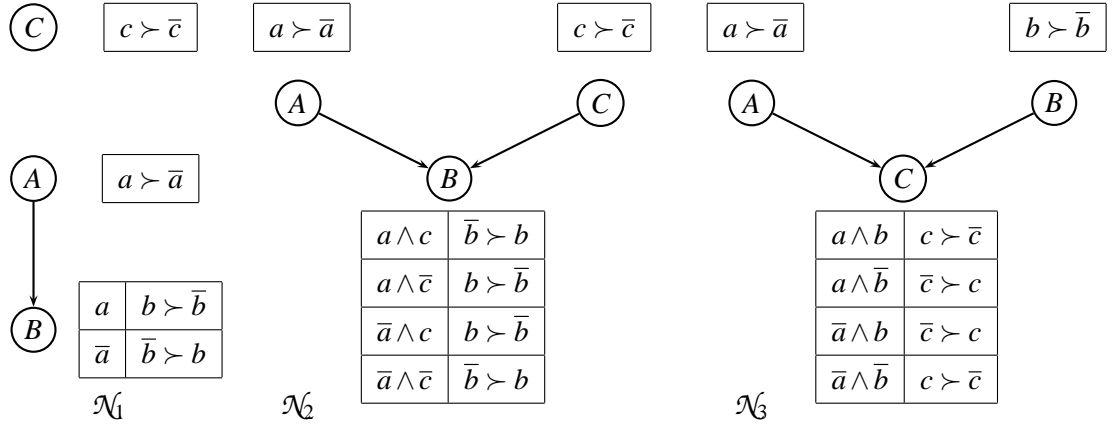 C c ≻ c̅ a ≻ a̅ c ≻ c̅ a ≻ a̅ b ≻ b̅
A C A B
A a ≻ a̅ B C
a ∧ c b̅ ≻ b a ∧ b c ≻ c̅
a ∧ c̅ b ≻ b̅ a ∧ b̅ c̅ ≻ c
a b ≻ b̅
B a̅ ∧ c b ≻ b̅ a̅ ∧ b c̅ ≻ c
a̅ b̅ ≻ b
a̅ ∧ c̅ b̅ ≻ b a̅ ∧ b̅ c ≻ c̅
𝒩1 𝒩2 𝒩3